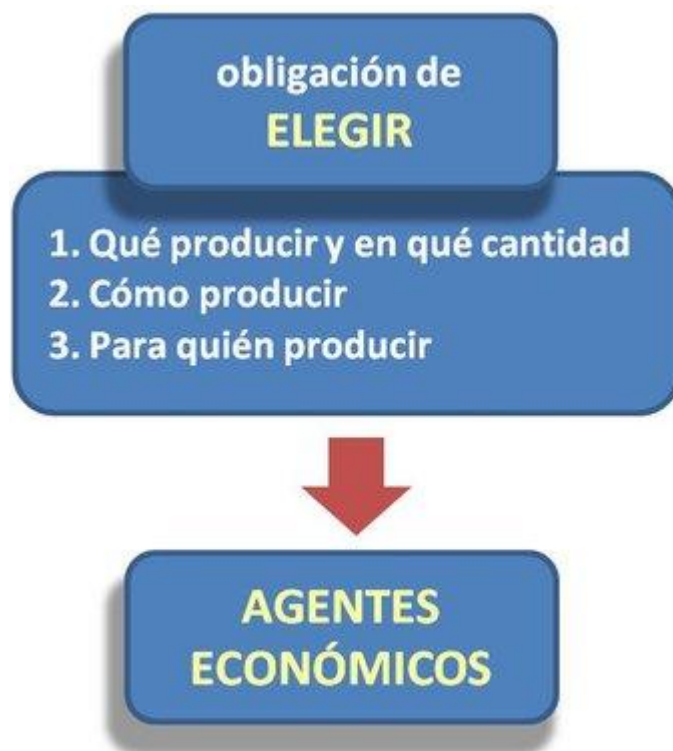 obligación de
ELEGIR
1. Qué producir y en qué cantidad
2. Cómo producir
3. Para quién producir
AGENTES
ECONÓMICOS